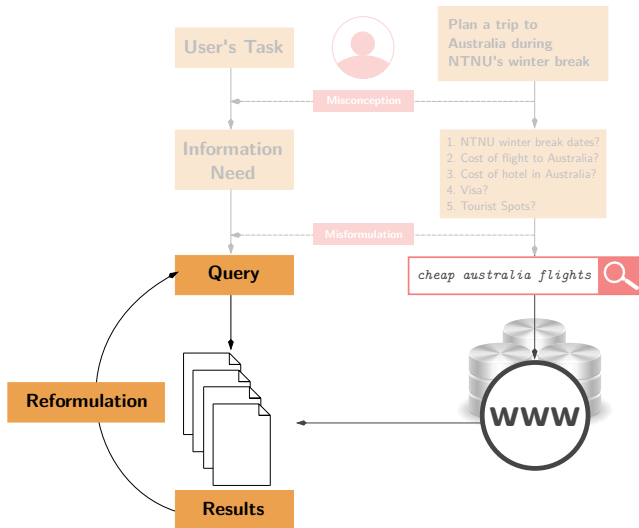 User's Task
Plan a trip to
Australia during
NTNU's winter break
Misconception
Information
Need
1. NTNU winter break dates?
2. Cost of flight to Australia?
3. Cost of hotel in Australia?
4. Visa?
5. Tourist Spots?
Misformulation
Query
cheap australia flights
Reformulation
WWW
Results